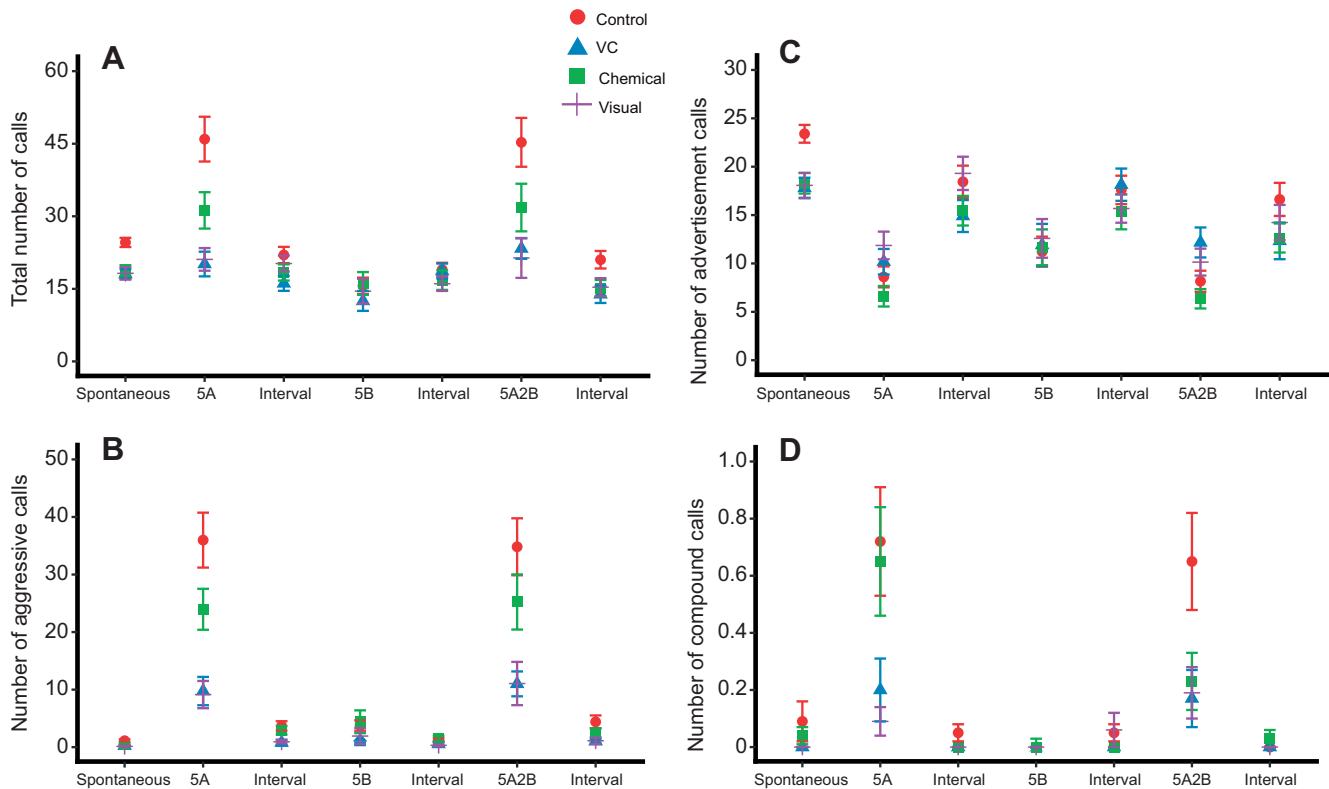 Control
VC
Chemical
Visual
A
Total number of calls
60
45
30
15
0
Spontaneous 5A Interval 5B Interval 5A2B Interval
C
Number of advertisement calls
30
25
20
15
10
5
0
Spontaneous 5A Interval 5B Interval 5A2B Interval
B
Number of aggressive calls
50
40
30
20
10
0
Spontaneous 5A Interval 5B Interval 5A2B Interval
D
Number of compound calls
1.0
0.8
0.6
0.4
0.2
0
Spontaneous 5A Interval 5B Interval 5A2B Interval